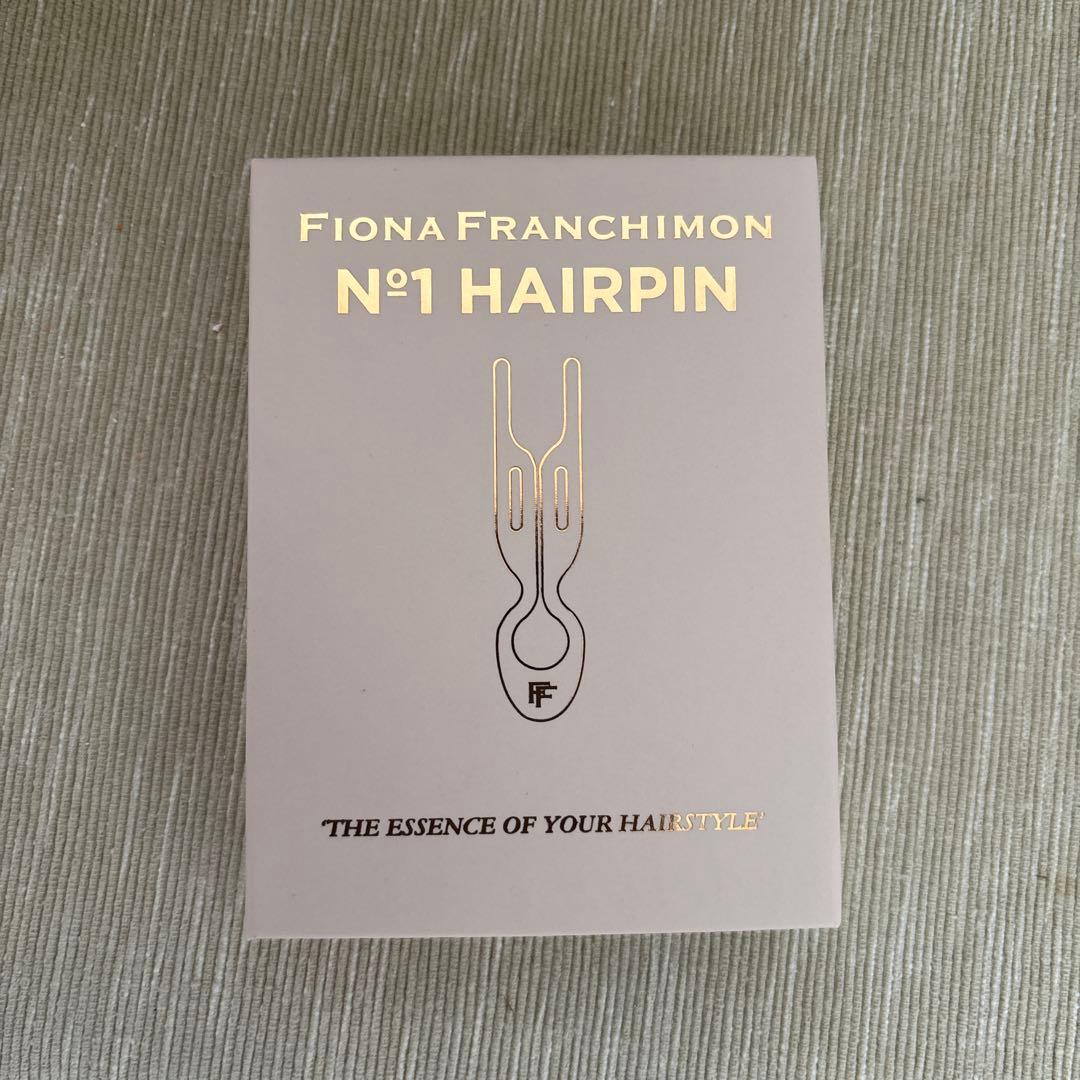 FIONA FRANCHIMON
Nº1 HAIRPIN
FF
‘THE ESSENCE OF YOUR HAIRSTYLE’